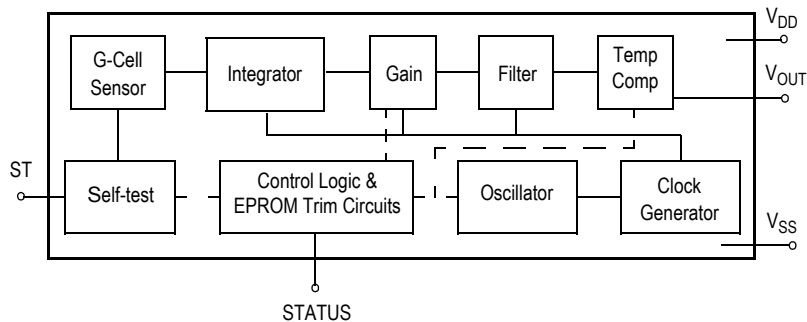 G-Cell
Sensor
Integrator
Gain
Filter
Temp
Comp
VDD
VOUT
ST
Self-test
Control Logic &
EPROM Trim Circuits
Oscillator
Clock
Generator
VSS
STATUS